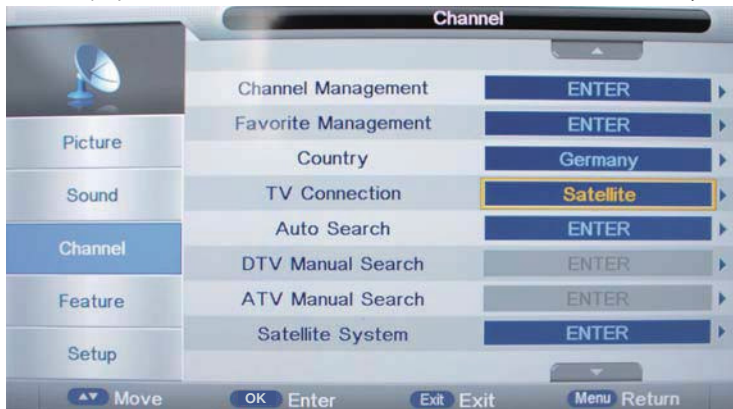 Channel
Channel Management ENTER
Favorite Management ENTER
Country Germany
TV Connection Satellite
Auto Search ENTER
DTV Manual Search ENTER
ATV Manual Search ENTER
Satellite System ENTER
Picture
Sound
Channel
Feature
Setup
Move OK Enter Exit Exit Menu Return